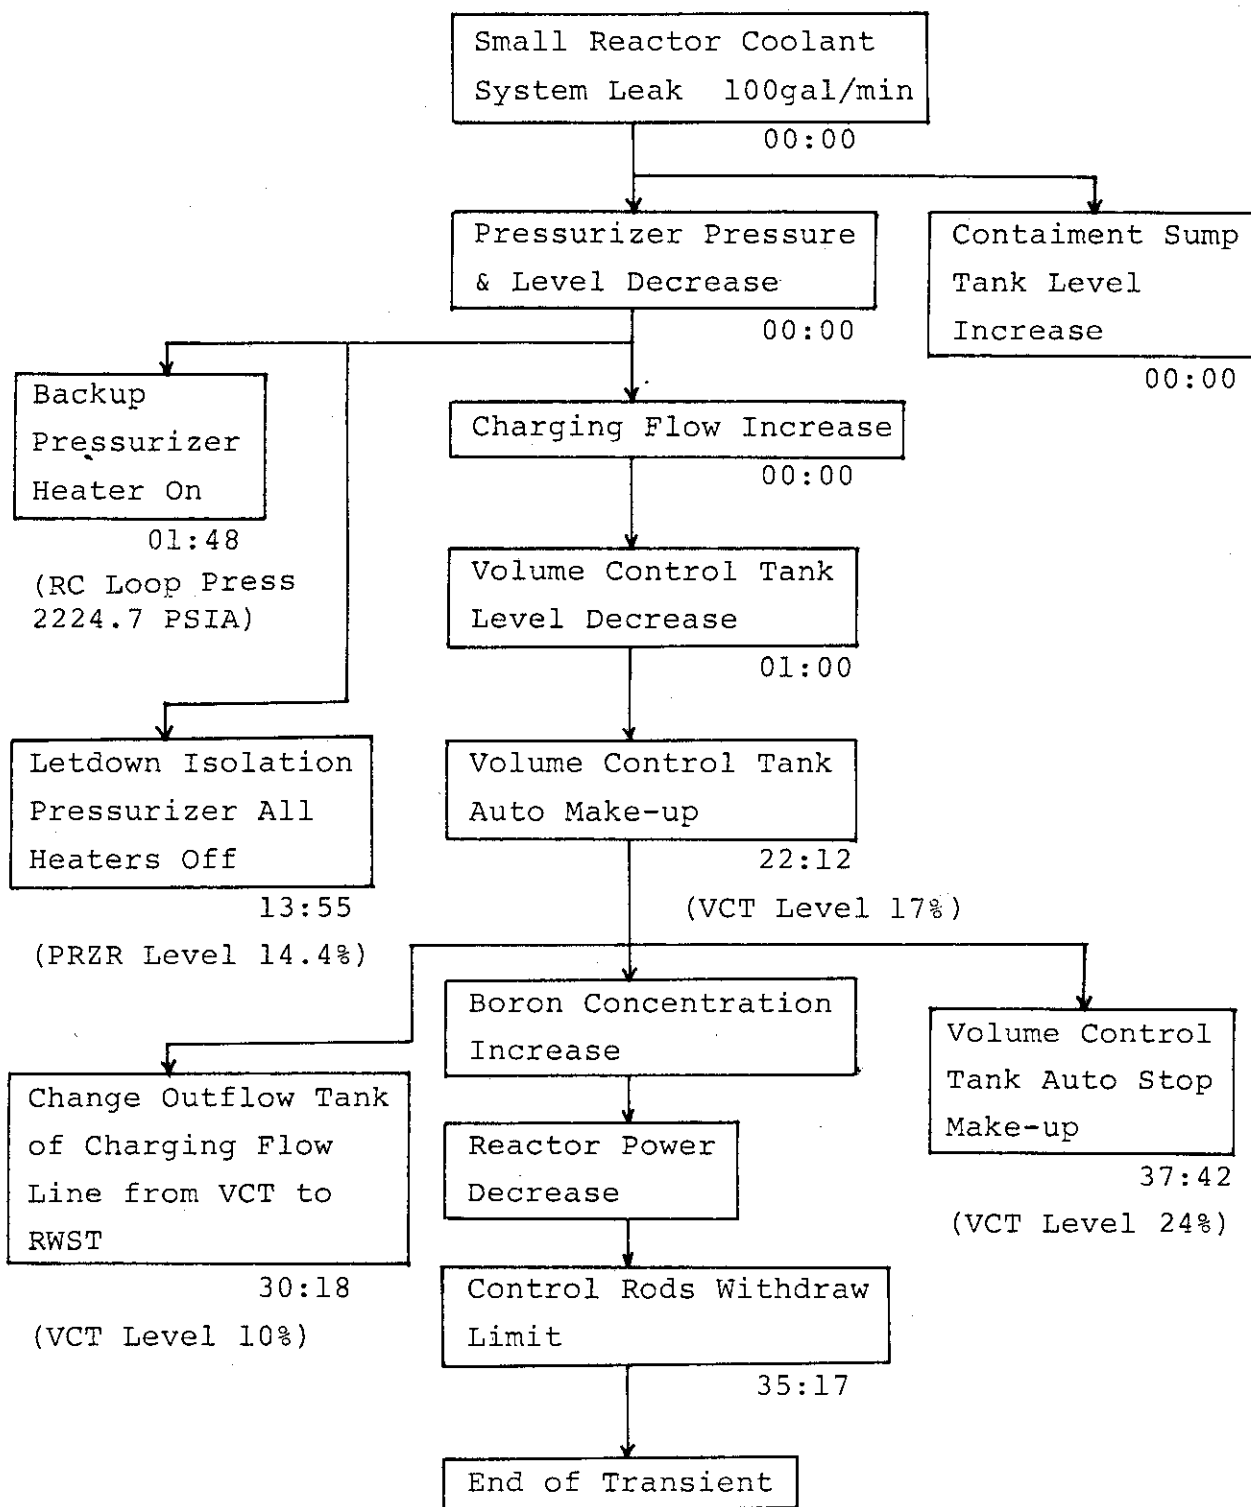 Small Reactor Coolant
System Leak 100gal/min
00:00
Pressurizer Pressure
& Level Decrease
00:00
Contaiment Sump
Tank Level
Increase
00:00
Backup
Pressurizer
Heater On
01:48
(RC Loop Press
2224.7 PSIA)
Charging Flow Increase
00:00
Volume Control Tank
Level Decrease
01:00
Letdown Isolation
Pressurizer All
Heaters Off
13:55
(PRZR Level 14.4%)
Volume Control Tank
Auto Make-up
22:12
(VCT Level 17%)
Boron Concentration
Increase
Volume Control
Tank Auto Stop
Make-up
37:42
(VCT Level 24%)
Change Outflow Tank
of Charging Flow
Line from VCT to
RWST
30:18
(VCT Level 10%)
Reactor Power
Decrease
Control Rods Withdraw
Limit
35:17
End of Transient